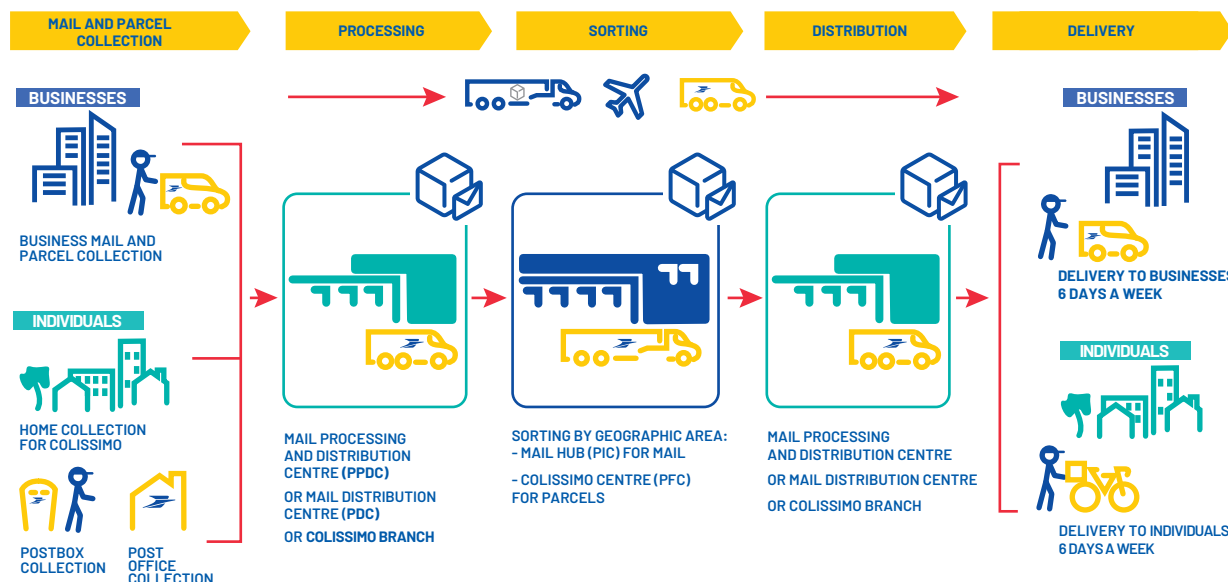 MAIL AND PARCEL
COLLECTION
PROCESSING
SORTING
DISTRIBUTION
DELIVERY
BUSINESSES
BUSINESS MAIL AND
PARCEL COLLECTION
INDIVIDUALS
HOME COLLECTION
FOR COLISSIMO
POSTBOX
COLLECTION
POST
OFFICE
COLLECTION
MAIL PROCESSING
AND DISTRIBUTION
CENTRE (PPDC)
OR MAIL DISTRIBUTION
CENTRE (PDC)
OR COLISSIMO BRANCH
SORTING BY GEOGRAPHIC AREA:
- MAIL HUB (PIC) FOR MAIL
- COLISSIMO CENTRE (PFC)
FOR PARCELS
MAIL PROCESSING
AND DISTRIBUTION CENTRE
OR MAIL DISTRIBUTION CENTRE
OR COLISSIMO BRANCH
BUSINESSES
DELIVERY TO BUSINESSES
6 DAYS A WEEK
INDIVIDUALS
DELIVERY TO INDIVIDUALS
6 DAYS A WEEK